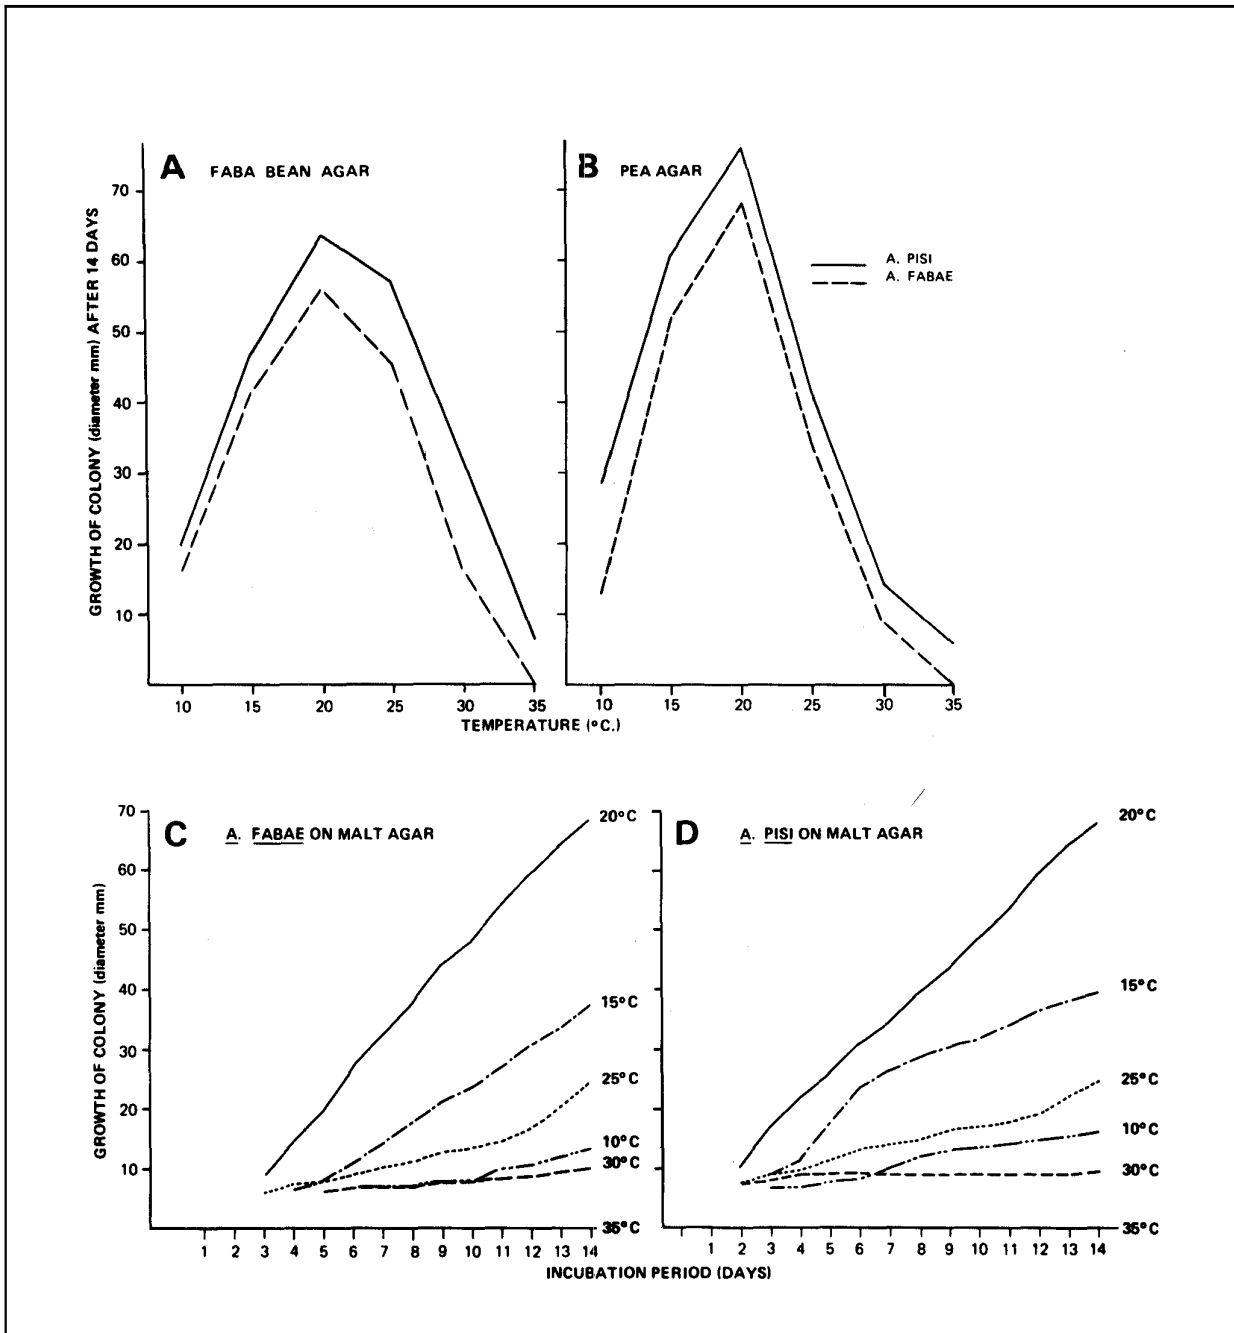 A FABA BEAN AGAR
B PEA AGAR
A. PISI
A. FABAE
GROWTH OF COLONY (diameter mm) AFTER 14 DAYS
70
60
50
40
30
20
10
10 15 20 25 30 35
10 15 20 25 30 35
TEMPERATURE (°C.)
C A. FABAE ON MALT AGAR
D A. PISI ON MALT AGAR
GROWTH OF COLONY (diameter mm)
70
60
50
40
30
20
10
20°C
15°C
25°C
10°C
30°C
35°C
20°C
15°C
25°C
10°C
30°C
35°C
1 2 3 4 5 6 7 8 9 10 11 12 13 14
1 2 3 4 5 6 7 8 9 10 11 12 13 14
INCUBATION PERIOD (DAYS)